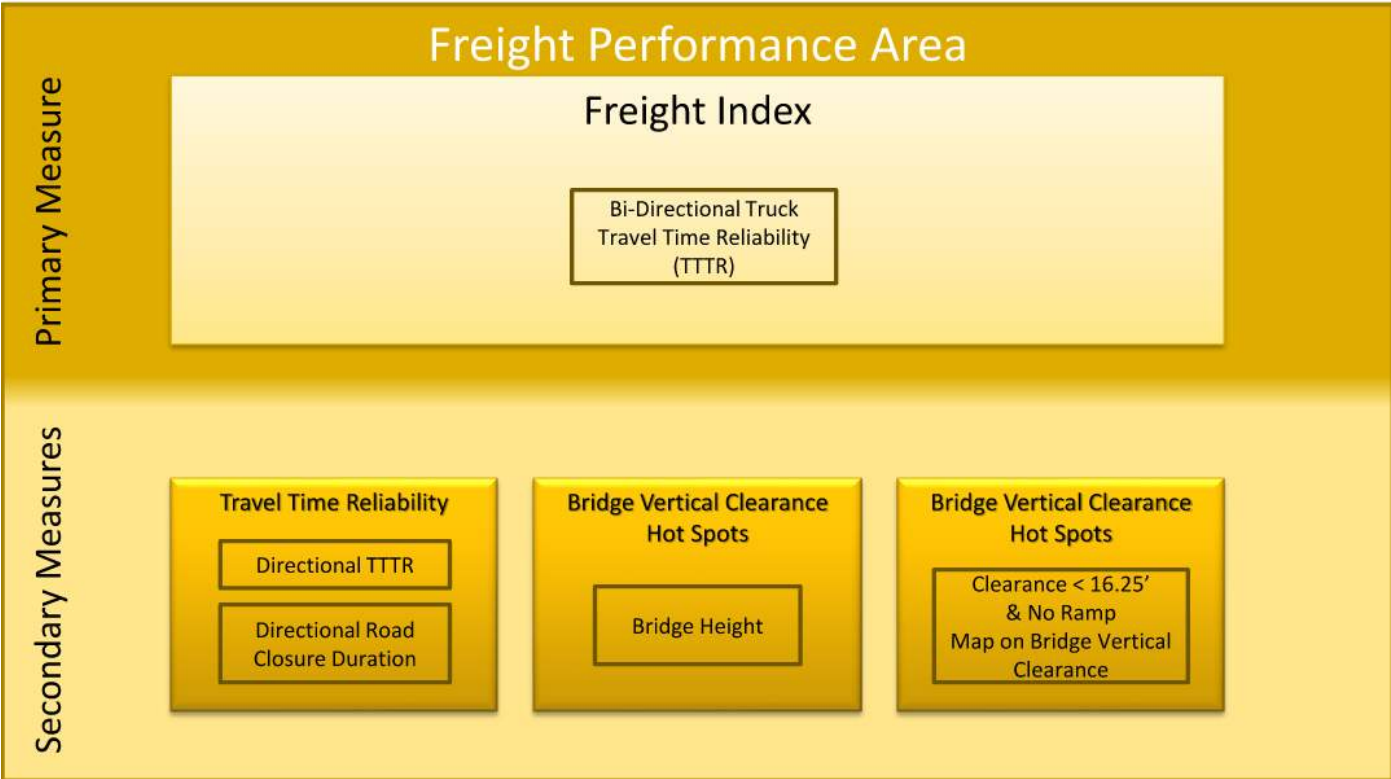 Freight Performance Area
Primary Measure
Freight Index
Bi-Directional Truck
Travel Time Reliability
(TTTR)
Secondary Measures
Travel Time Reliability
Directional TTTR
Directional Road
Closure Duration
Bridge Vertical Clearance
Hot Spots
Bridge Height
Bridge Vertical Clearance
Hot Spots
Clearance < 16.25’
& No Ramp
Map on Bridge Vertical
Clearance